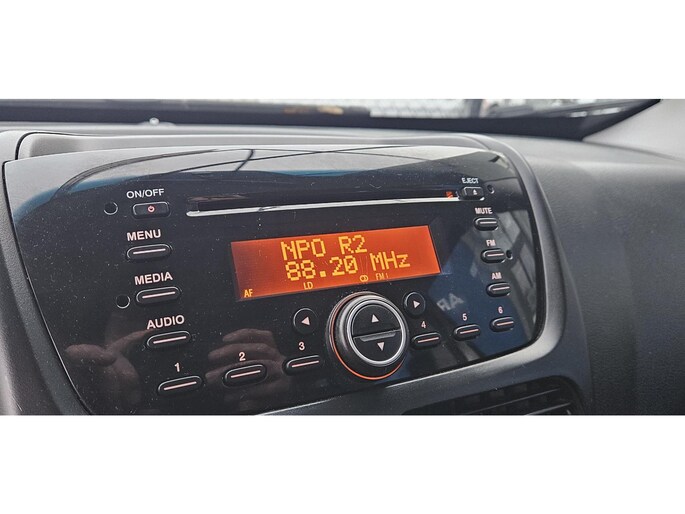 ON/OFF
EJECT
MENU
MUTE
NPO R2
FM
88.20 MHz
MEDIA
AF LD CD FM
AM
AUDIO
1 2 3 4 5 6